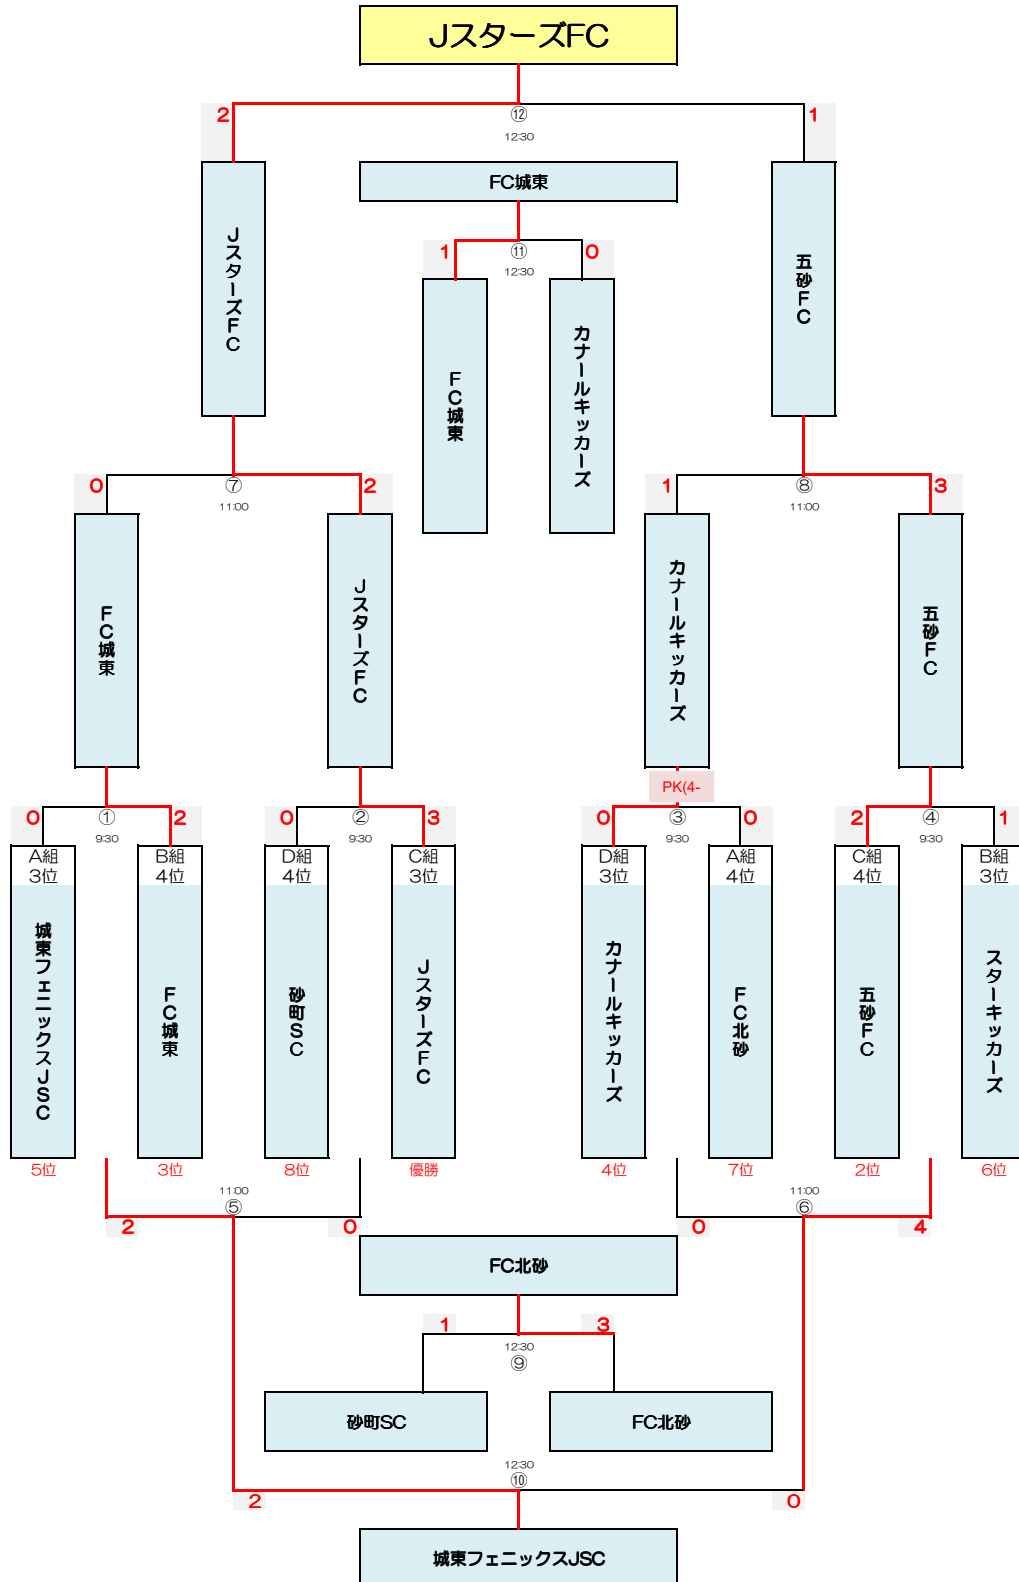 JスターズFC
2
⑫
1
12:30
FC城東
1
⑪
0
12:30
JスターズFC
五砂FC
FC城東
カナールキッカーズ
0
⑦
2
11:00
1
⑧
3
11:00
FC城東
JスターズFC
カナールキッカーズ
五砂FC
PK(4-
0
①
2
9:30
0
②
3
9:30
0
③
0
9:30
2
④
1
9:30
A組
3位
B組
4位
D組
4位
C組
3位
D組
3位
A組
4位
C組
4位
B組
3位
城東フェニックスJSC
FC城東
砂町SC
JスターズFC
カナールキッカーズ
FC北砂
五砂FC
スターキッカーズ
5位
3位
8位
優勝
4位
7位
2位
6位
11:00
⑤
2
0
11:00
⑥
0
4
FC北砂
1
3
12:30
⑨
砂町SC
FC北砂
12:30
⑩
2
0
城東フェニックスJSC